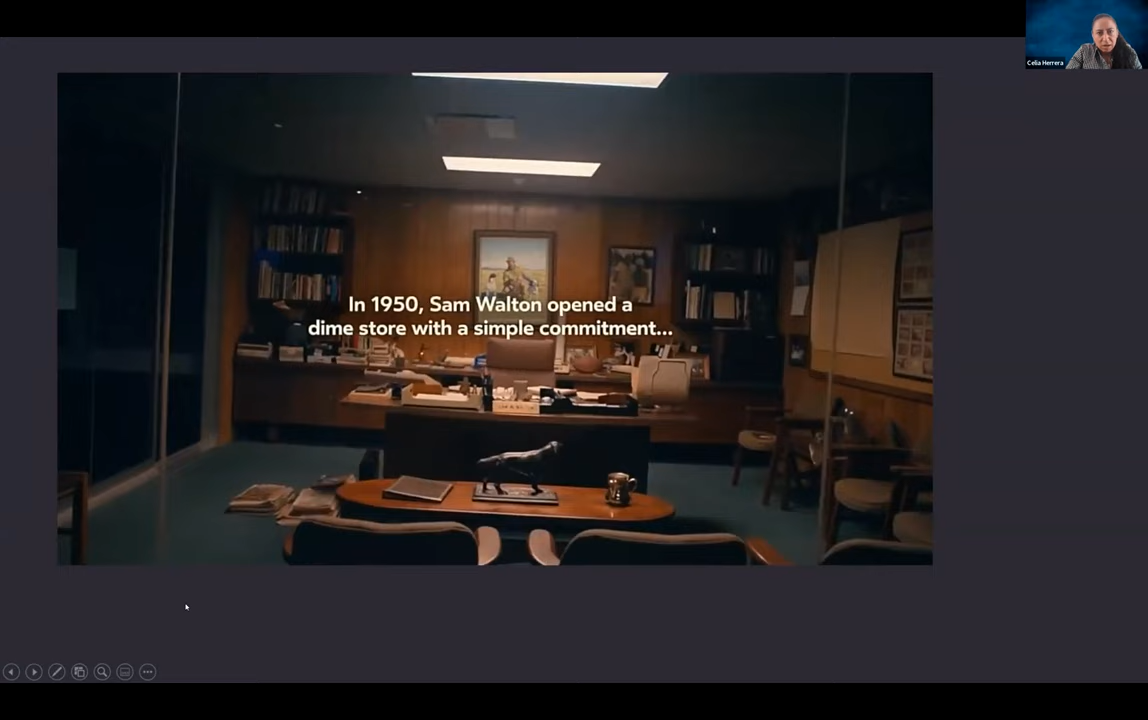 Celia Herrera
In 1950, Sam Walton opened a
dime store with a simple commitment...